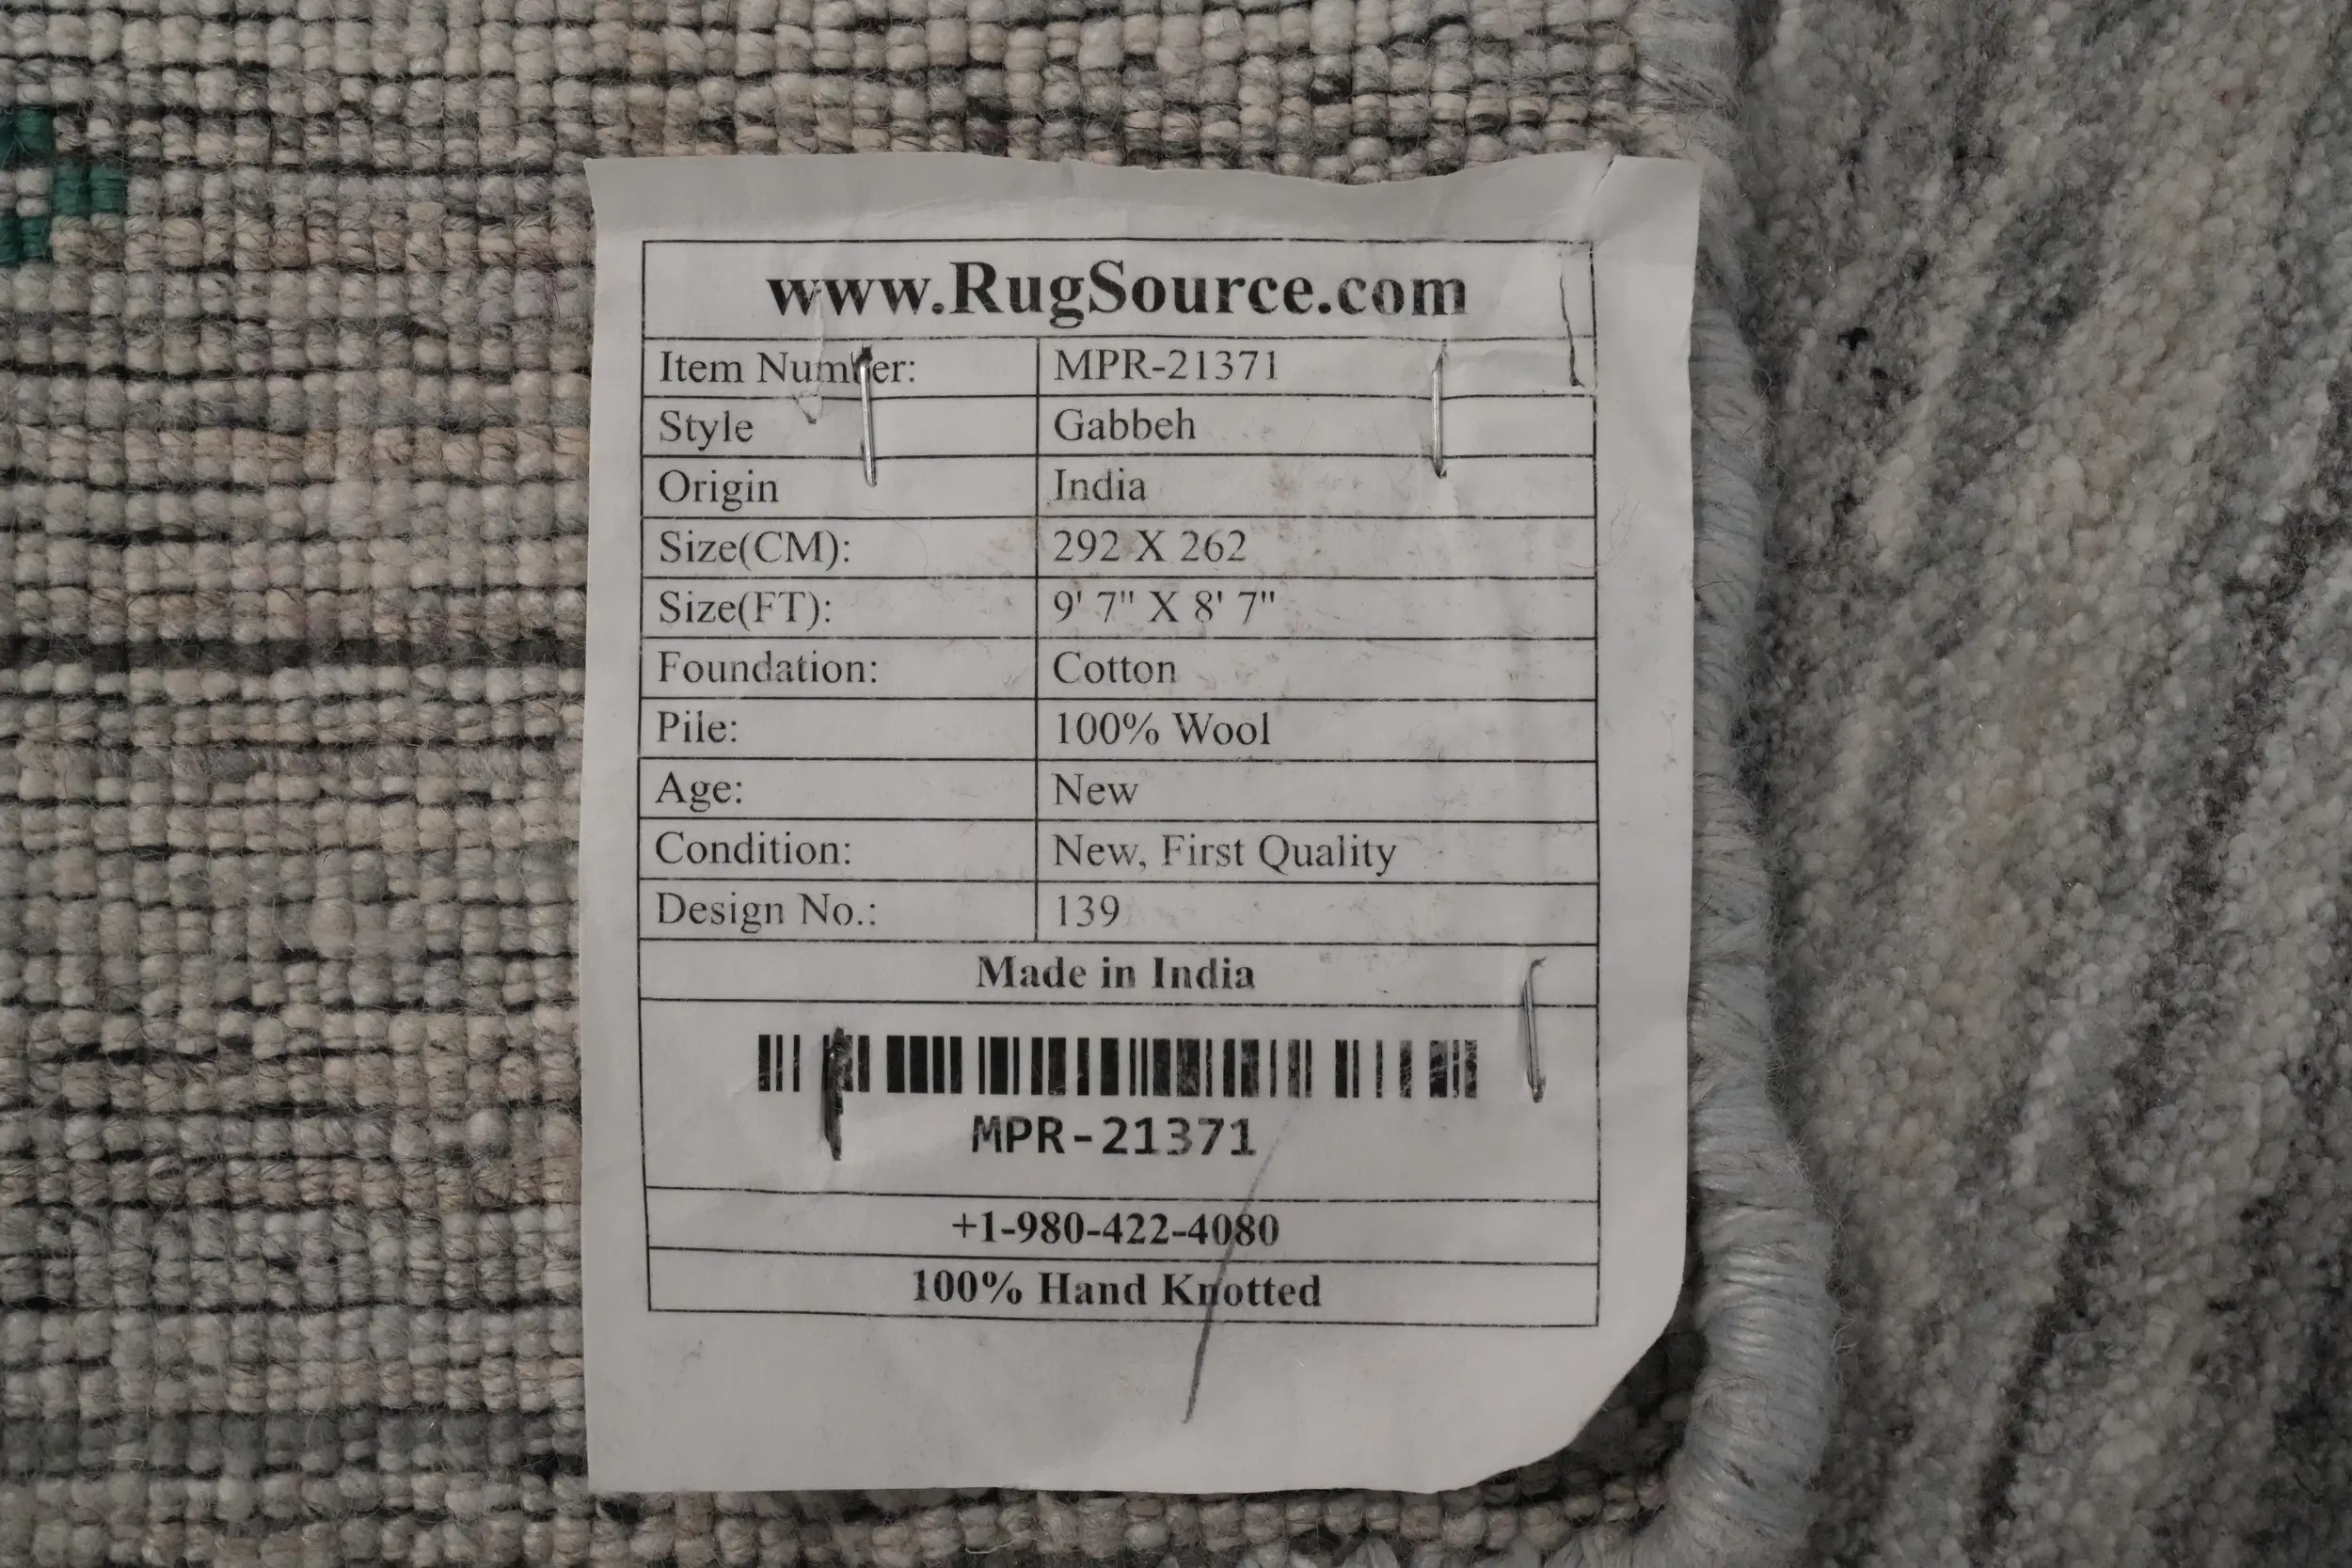 www.RugSource.com
Item Number: MPR-21371
Style Gabbeh
Origin India
Size(CM): 292 X 262
Size(FT): 9' 7" X 8' 7"
Foundation: Cotton
Pile: 100% Wool
Age: New
Condition: New, First Quality
Design No.: 139
Made in India
MPR-21371
+1-980-422-4080
100% Hand Knotted